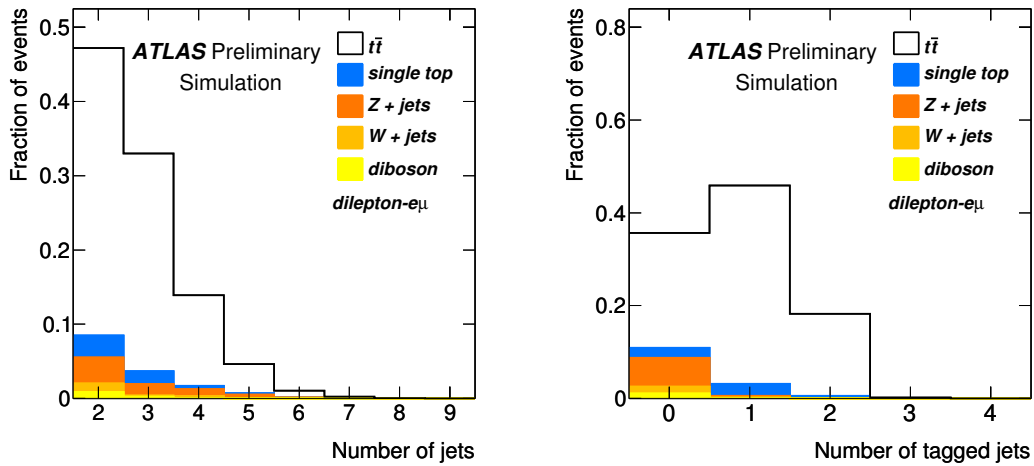 Fraction of events
0.5
0.4
0.3
0.2
0.1
0
ATLAS Preliminary
Simulation
tt̄
single top
Z + jets
W + jets
diboson
dilepton-eμ
2 3 4 5 6 7 8 9
Number of jets
Fraction of events
0.8
0.6
0.4
0.2
0
ATLAS Preliminary
Simulation
tt̄
single top
Z + jets
W + jets
diboson
dilepton-eμ
0 1 2 3 4
Number of tagged jets